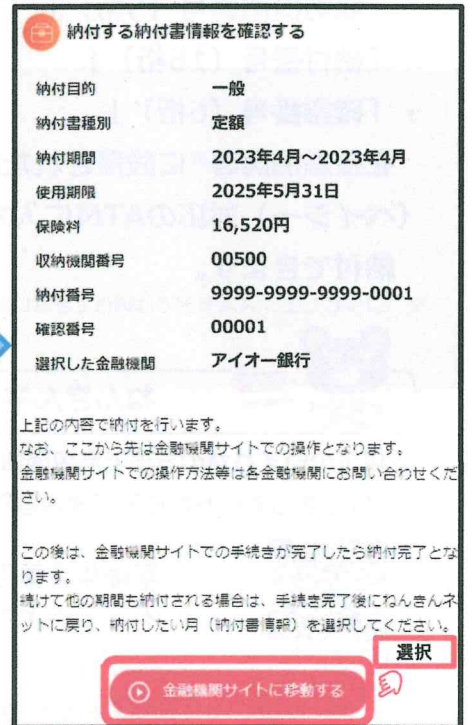 納付する納付書情報を確認する
納付目的 一般
納付書種別 定額
納付期間 2023年4月～2023年4月
使用期限 2025年5月31日
保険料 16,520円
収納機関番号 00500
納付番号 9999-9999-9999-0001
確認番号 00001
選択した金融機関 アイオー銀行
上記の内容で納付を行います。
なお、ここから先は金融機関サイトでの操作となります。
金融機関サイトでの操作方法等は各金融機関にお問い合わせくだ
さい。
この後は、金融機関サイトでの手続きが完了したら納付完了とな
ります。
続けて他の期間も納付される場合は、手続き完了後にねんきんネ
ットに戻り、納付したい月（納付書情報）を選択してください。
選択
金融機関サイトに移動する